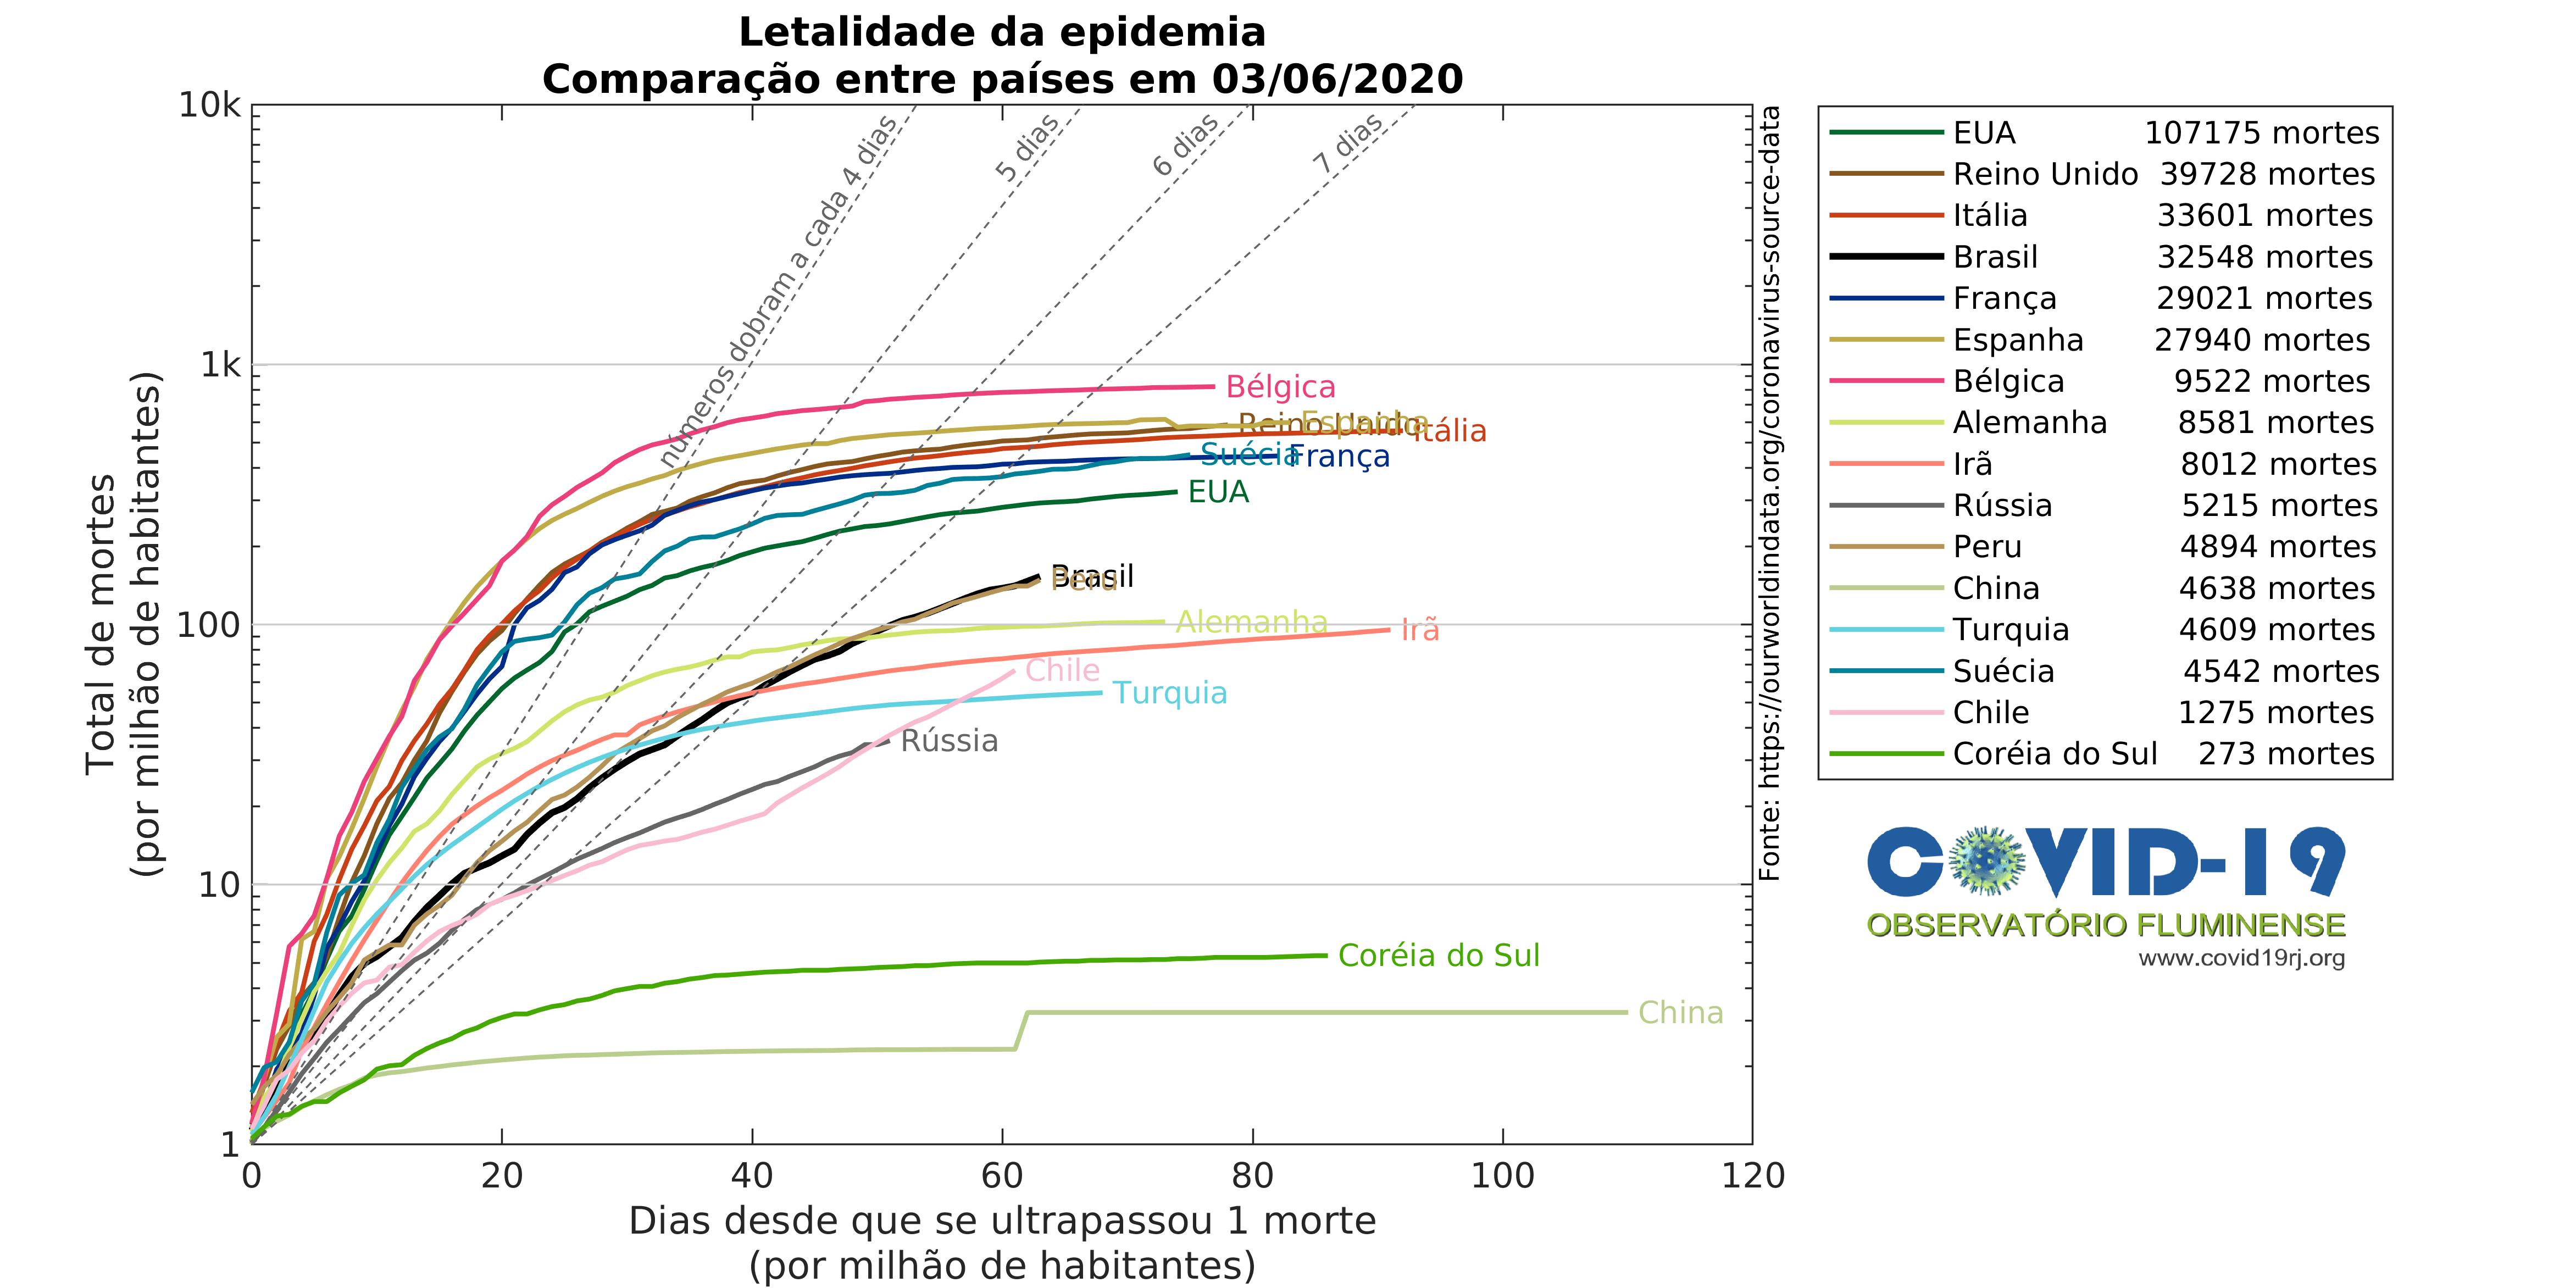 Letalidade da epidemia
Comparação entre países em 03/06/2020
Total de mortes
(por milhão de habitantes)
10k
1k
100
10
1
0 20 40 60 80 100 120
Dias desde que se ultrapassou 1 morte
(por milhão de habitantes)
números dobram a cada 4 dias
5 dias
6 dias
7 dias
Bélgica
Reino Unido
Espanha
Itália
Suécia
França
EUA
Brasil
Peru
Alemanha
Irã
Chile
Turquia
Rússia
Coréia do Sul
China
Fonte: https://ourworldindata.org/coronavirus-source-data
EUA 107175 mortes
Reino Unido 39728 mortes
Itália 33601 mortes
Brasil 32548 mortes
França 29021 mortes
Espanha 27940 mortes
Bélgica 9522 mortes
Alemanha 8581 mortes
Irã 8012 mortes
Rússia 5215 mortes
Peru 4894 mortes
China 4638 mortes
Turquia 4609 mortes
Suécia 4542 mortes
Chile 1275 mortes
Coréia do Sul 273 mortes
COVID-19
OBSERVATÓRIO FLUMINENSE
www.covid19rj.org